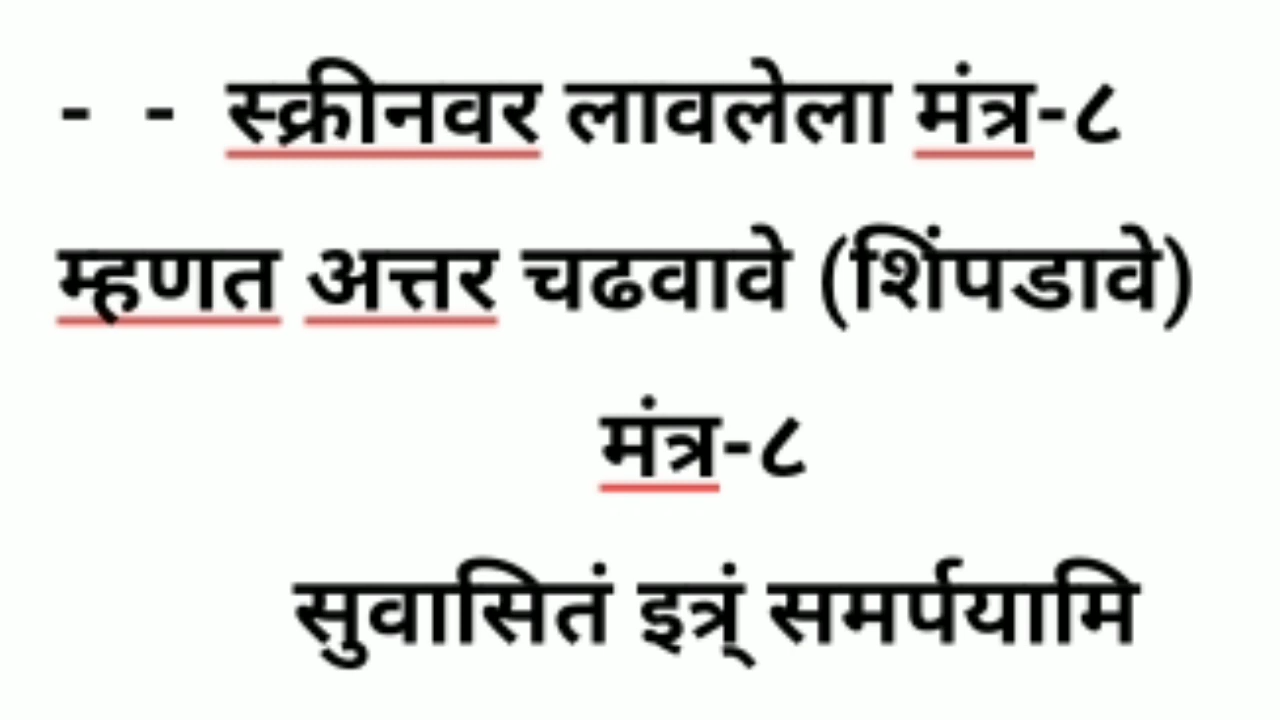 - - स्क्रीनवर लावलेला मंत्र-८
म्हणत अत्तर चढवावे (शिंपडावे)
मंत्र-८
सुवासितं इत्र्ं समर्पयामि